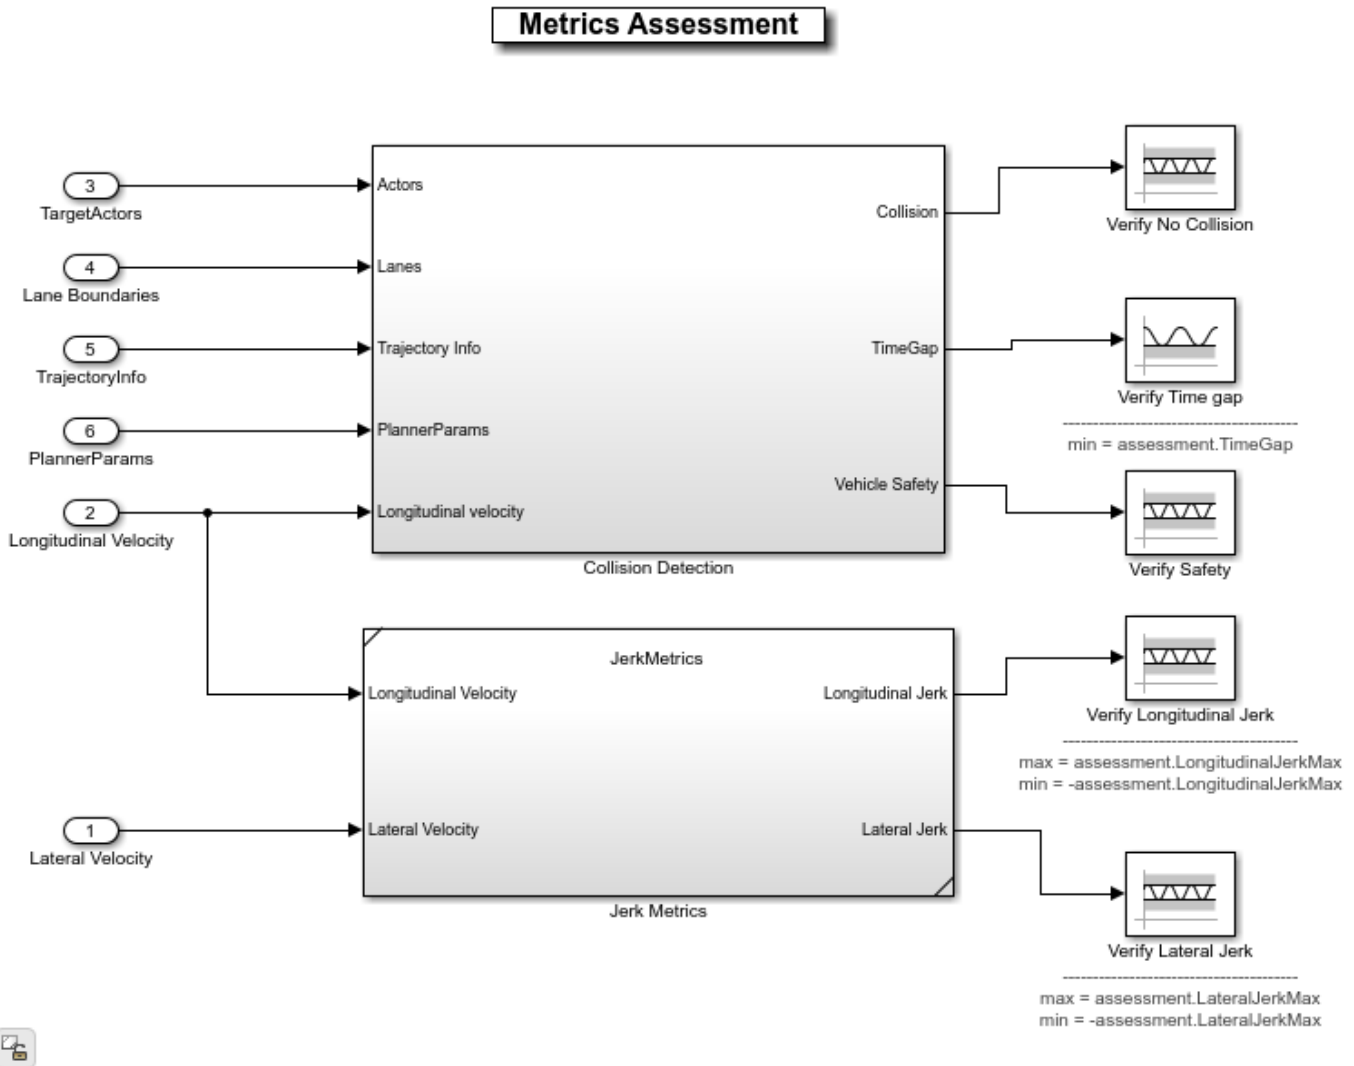 Metrics Assessment
3
TargetActors
4
Lane Boundaries
5
TrajectoryInfo
6
PlannerParams
2
Longitudinal Velocity
1
Lateral Velocity
Actors
Lanes
Trajectory Info
PlannerParams
Longitudinal velocity
Collision
TimeGap
Vehicle Safety
Collision Detection
JerkMetrics
Longitudinal Velocity
Lateral Velocity
Longitudinal Jerk
Lateral Jerk
Jerk Metrics
Verify No Collision
Verify Time gap
min = assessment.TimeGap
Verify Safety
Verify Longitudinal Jerk
max = assessment.LongitudinalJerkMax
min = -assessment.LongitudinalJerkMax
Verify Lateral Jerk
max = assessment.LateralJerkMax
min = -assessment.LateralJerkMax